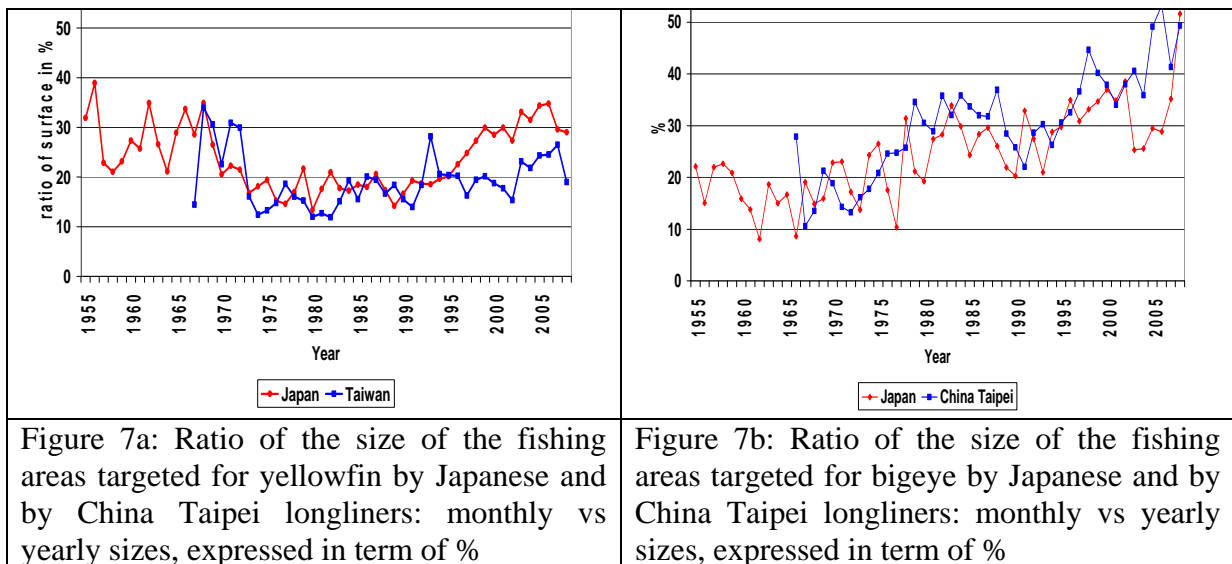 50
40
30
20
10
0
ratio of surface in %
1955
1960
1965
1970
1975
1980
1985
1990
1995
2000
2005
Year
Japan Taiwan
50
40
30
20
10
0
%
1955
1960
1965
1970
1975
1980
1985
1990
1995
2000
2005
Year
Japan China Taipei
Figure 7a: Ratio of the size of the fishing
areas targeted for yellowfin by Japanese and
by China Taipei longliners: monthly vs
yearly sizes, expressed in term of %
Figure 7b: Ratio of the size of the fishing
areas targeted for bigeye by Japanese and by
China Taipei longliners: monthly vs yearly
sizes, expressed in term of %